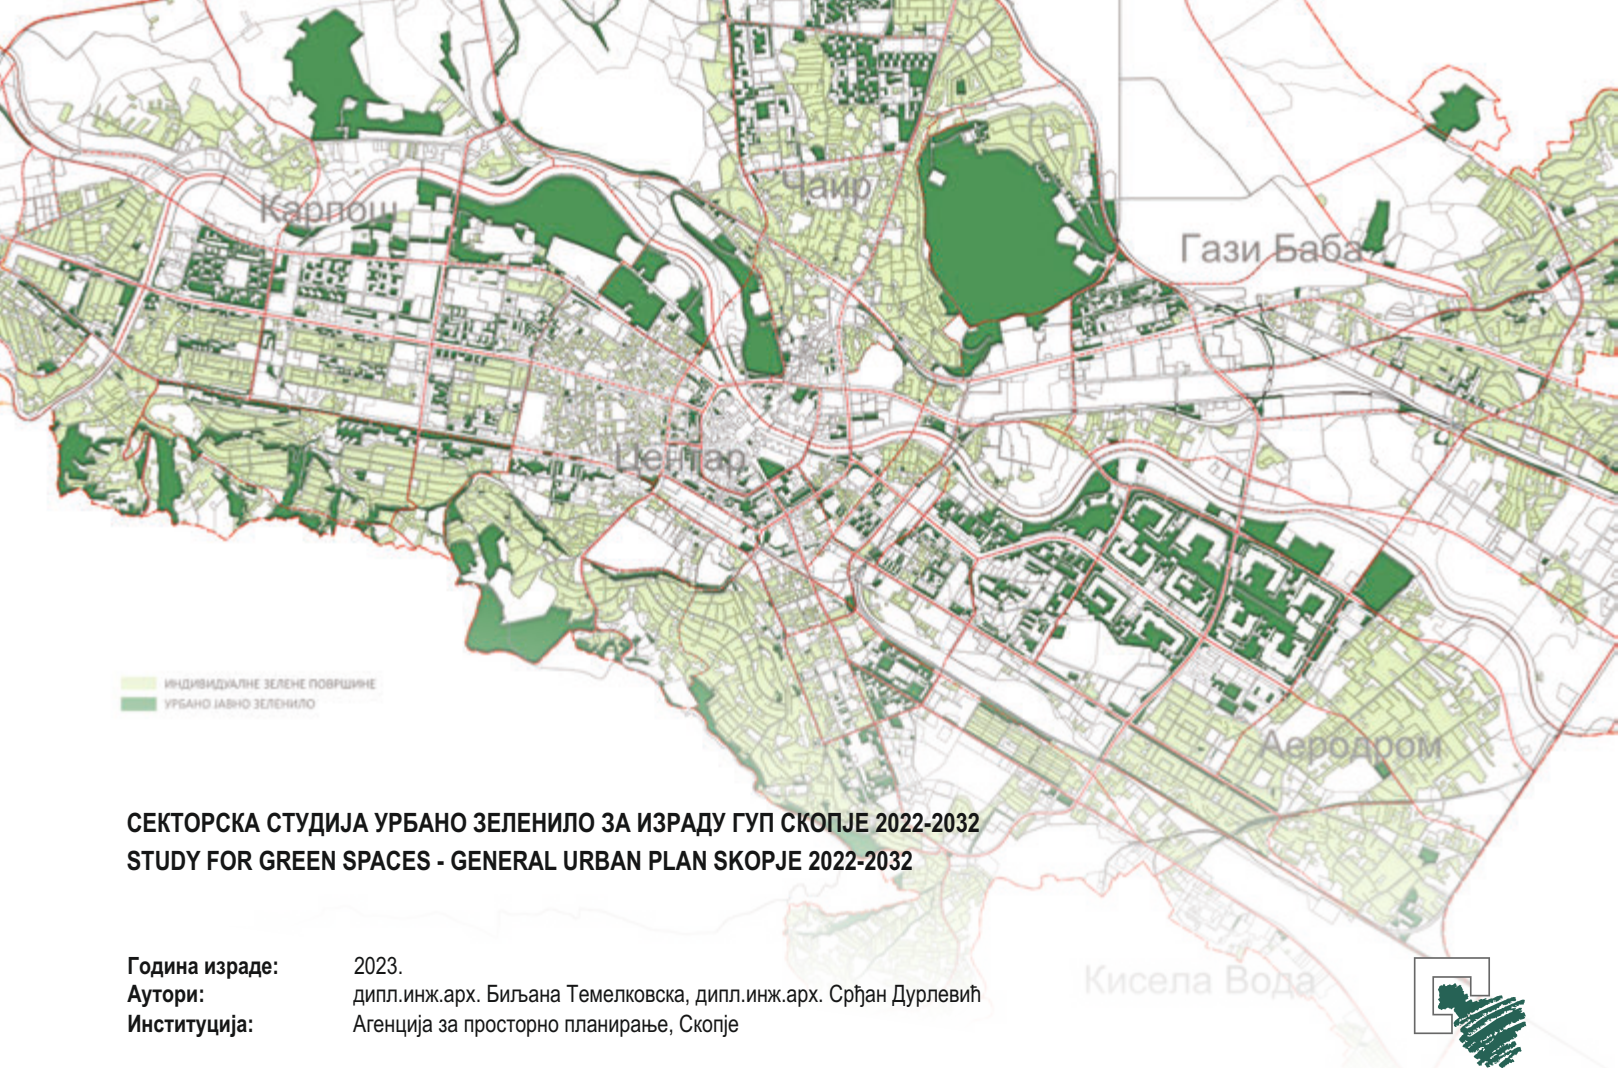 Чаир
Карпош
Гази Баба
Центар
ИНДИВИДУАЛНЕ ЗЕЛЕНЕ ПОВРШИНЕ
УРБАНО ЈАВНО ЗЕЛЕНИЛО
Аеродром
СЕКТОРСКА СТУДИЈА УРБАНО ЗЕЛЕНИЛО ЗА ИЗРАДУ ГУП СКОПЈЕ 2022-2032
STUDY FOR GREEN SPACES - GENERAL URBAN PLAN SKOPJE 2022-2032
Кисела Вода
Година израде: 2023.
Аутори: дипл.инж.арх. Биљана Темелковска, дипл.инж.арх. Срђан Дурлевић
Институција: Агенција за просторно планирање, Скопје